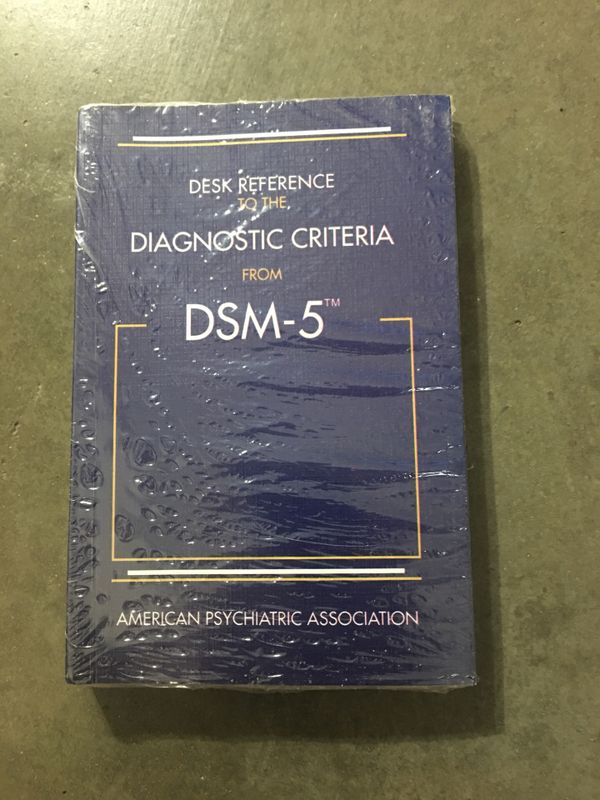 DESK REFERENCE
TO THE
DIAGNOSTIC CRITERIA
FROM
DSM-5™
AMERICAN PSYCHIATRIC ASSOCIATION